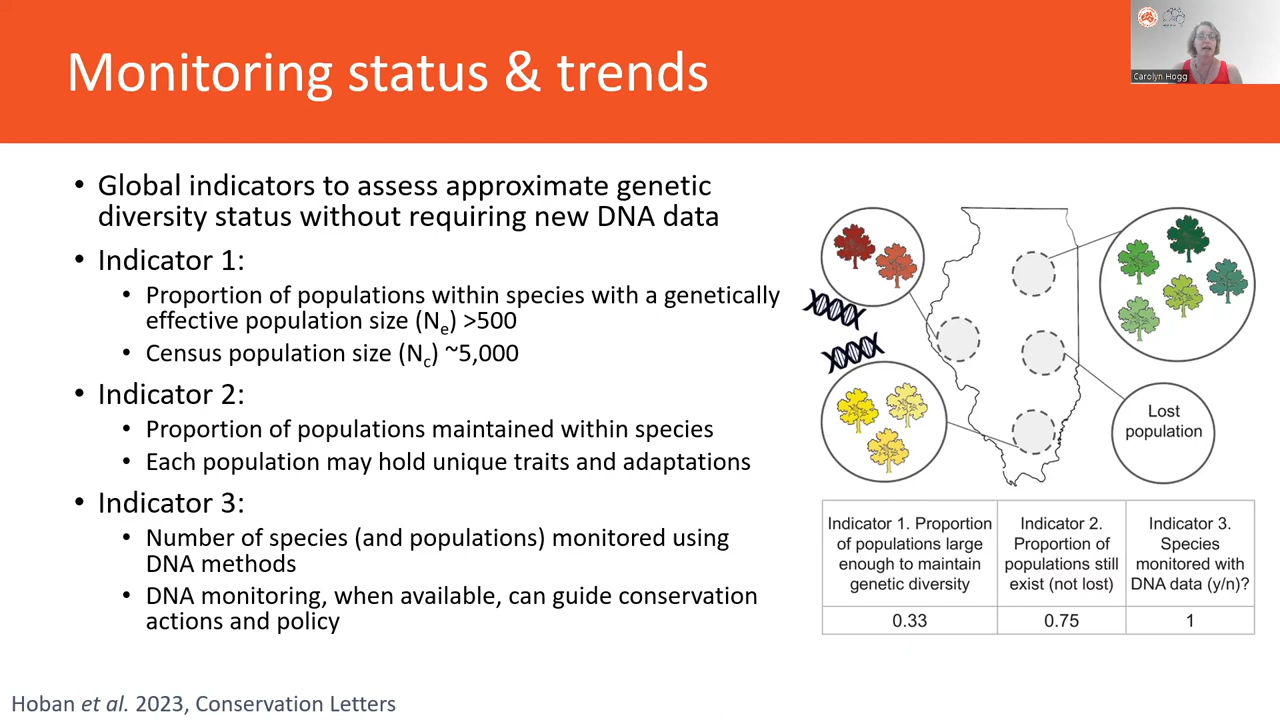 Monitoring status & trends
Carolyn Hogg
• Global indicators to assess approximate genetic
diversity status without requiring new DNA data
• Indicator 1:
• Proportion of populations within species with a genetically
effective population size (Ne) >500
• Census population size (Nc) ~5,000
• Indicator 2:
• Proportion of populations maintained within species
• Each population may hold unique traits and adaptations
• Indicator 3:
• Number of species (and populations) monitored using
DNA methods
• DNA monitoring, when available, can guide conservation
actions and policy
Lost
population
Indicator 1. Proportion
of populations large
enough to maintain
genetic diversity
Indicator 2.
Proportion of
populations still
exist (not lost)
Indicator 3.
Species
monitored with
DNA data (y/n)?
0.33
0.75
1
Hoban et al. 2023, Conservation Letters